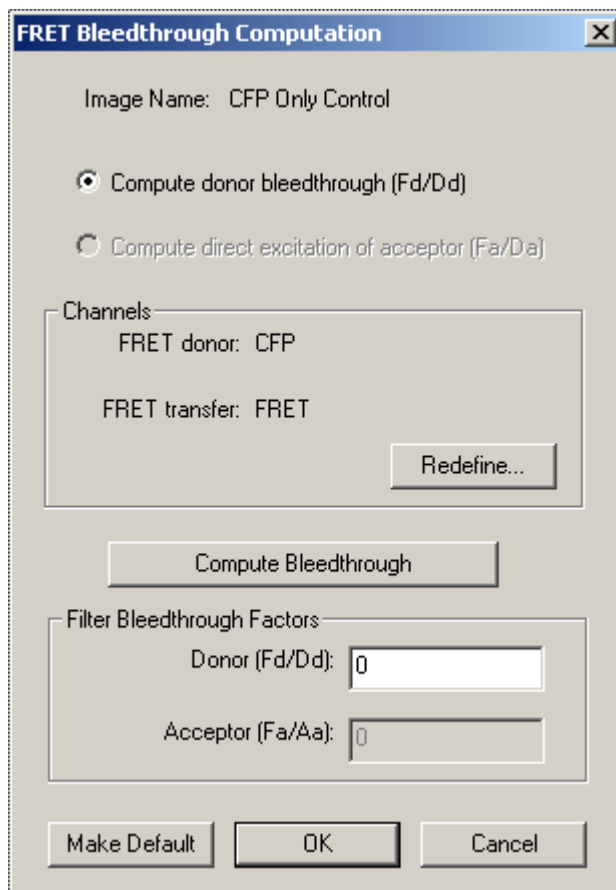 FRET Bleedthrough Computation
Image Name: CFP Only Control
Compute donor bleedthrough (Fd/Dd)
Compute direct excitation of acceptor (Fa/Da)
Channels
FRET donor: CFP
FRET transfer: FRET
Redefine...
Compute Bleedthrough
Filter Bleedthrough Factors
Donor (Fd/Dd): 0
Acceptor (Fa/Aa): 0
Make Default OK Cancel